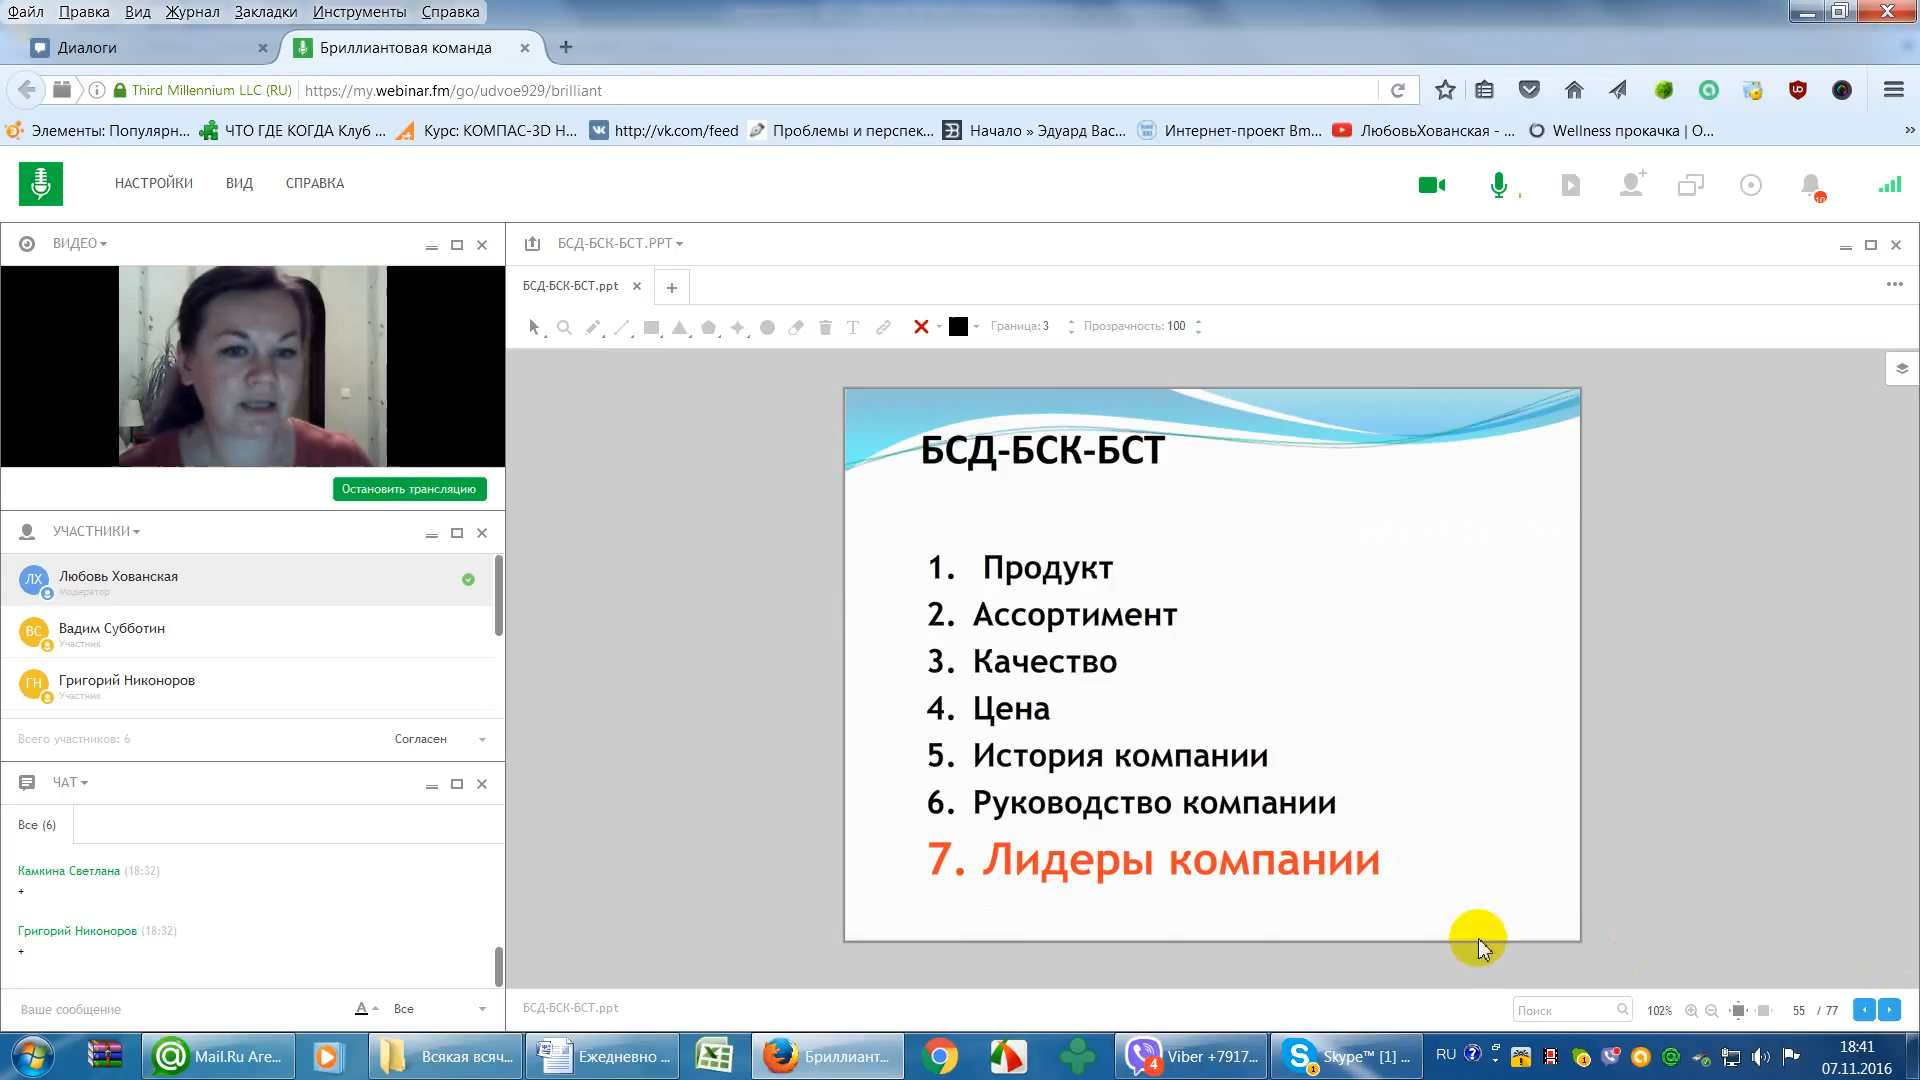 Файл Правка Вид Журнал Закладки Инструменты Справка
Диалоги
Бриллиантовая команда
Third Millennium LLC (RU)
https://my.webinar.fm/go/udvoe929/brilliant
Элементы: Популярн... ЧТО ГДЕ КОГДА Клуб ... Курс: КОМПАС-3D Н... http://vk.com/feed Проблемы и перспек... Начало » Эдуард Вас... Интернет-проект Bm... ЛюбовьХованская - ... Wellness прокачка | О...
НАСТРОЙКИ ВИД СПРАВКА
10
ВИДЕО
Остановить трансляцию
УЧАСТНИКИ
ЛХ
Любовь Хованская
Модератор
ВС
Вадим Субботин
Участник
ГН
Григорий Никоноров
Участник
Всего участников: 6
Согласен
ЧАТ
Все (6)
Камкина Светлана (18:32)
+
Григорий Никоноров (18:32)
+
Ваше сообщение
A
Все
БСД-БСК-БСТ.PPT
БСД-БСК-БСТ.ppt
Граница: 3
Прозрачность: 100
БСД-БСК-БСТ
1. Продукт
2. Ассортимент
3. Качество
4. Цена
5. История компании
6. Руководство компании
7. Лидеры компании
БСД-БСК-БСТ.ppt
Поиск
102%
55 / 77
Mail.Ru Аге...
Всякая всяч...
Ежедневно ...
Бриллиант...
4
Viber +7917...
1
Skype™ [1] ...
RU
18:41
07.11.2016